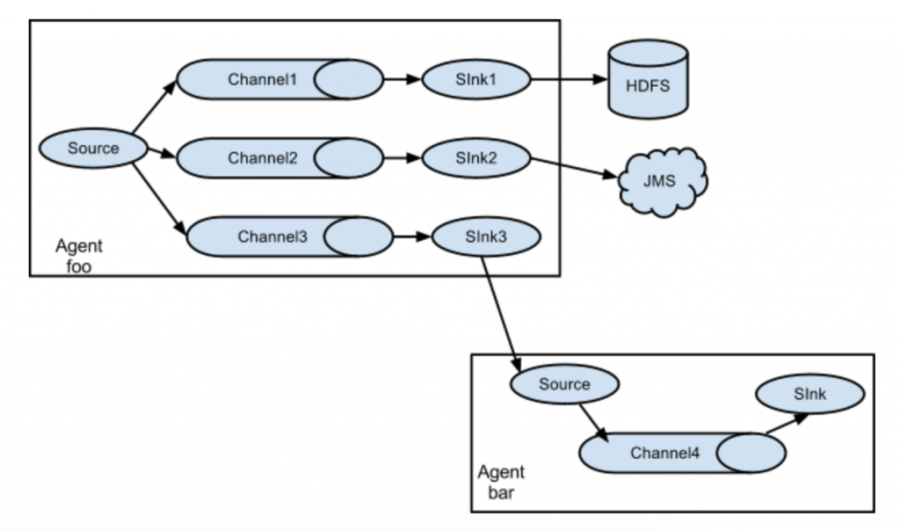 Channel1
SInk1
HDFS
Source
Channel2
SInk2
JMS
Channel3
SInk3
Agent
foo
Source
SInk
Channel4
Agent
bar